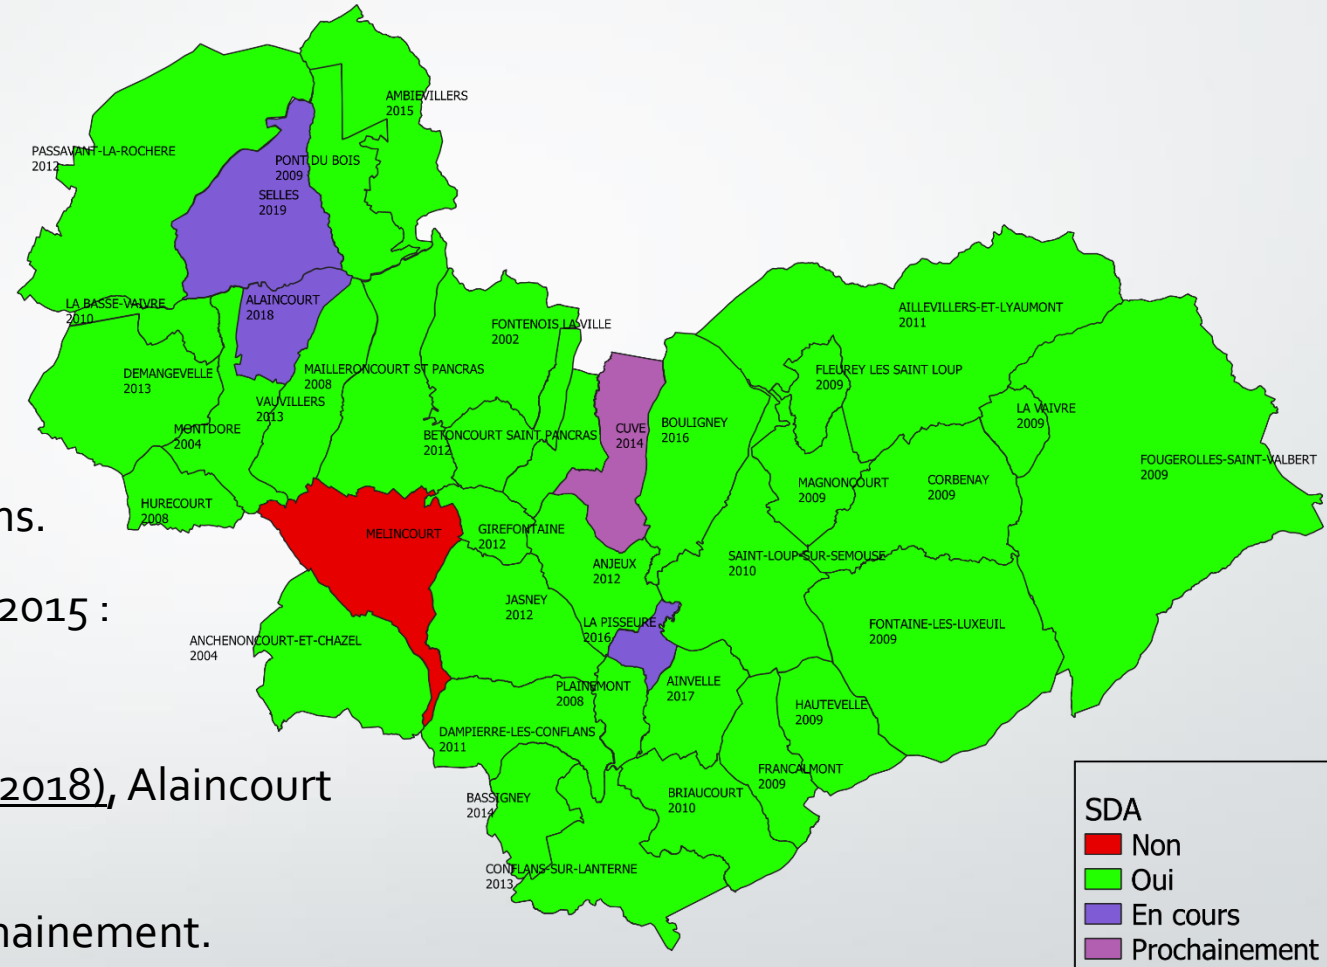 AMBIEVILLERS
2015
PASSAVANT-LA-ROCHERE
2012
PONT DU BOIS
2009
SELLES
2019
LA BASSE-VAIVRE
2010
ALAINCOURT
2018
AILLEVILLERS-ET-LYAUMONT
2011
FONTENOIS LA VILLE
2002
DEMANGEVELLE
2013
MAILLERONCOURT ST PANCRAS
2008
FLEUREY LES SAINT LOUP
2009
VAUVILLERS
2013
LA VAIVRE
2009
MONTDORE
2004
BETONCOURT SAINT PANCRAS
2012
CUVE
2014
BOULIGNEY
2016
FOUGEROLLES-SAINT-VALBERT
2009
MAGNONCOURT
2009
CORBENAY
2009
HURECOURT
2008
ns.
MELINCOURT
GIREFONTAINE
2012
ANJEUX
2012
SAINT-LOUP-SUR-SEMOUSE
2010
2015 :
JASNEY
2012
LA PISSEURE
2016
FONTAINE-LES-LUXEUIL
2009
ANCHENONCOURT-ET-CHAZEL
2004
PLAINEMONT
2008
AINVELLE
2017
HAUTEVELLE
2009
DAMPIERRE-LES-CONFLANS
2011
FRANCALMONT
2009
2018), Alaincourt
BASSIGNEY
2014
BRIAUCOURT
2010
CONFLANS-SUR-LANTERNE
2013
hainement.
SDA
Non
Oui
En cours
Prochainement